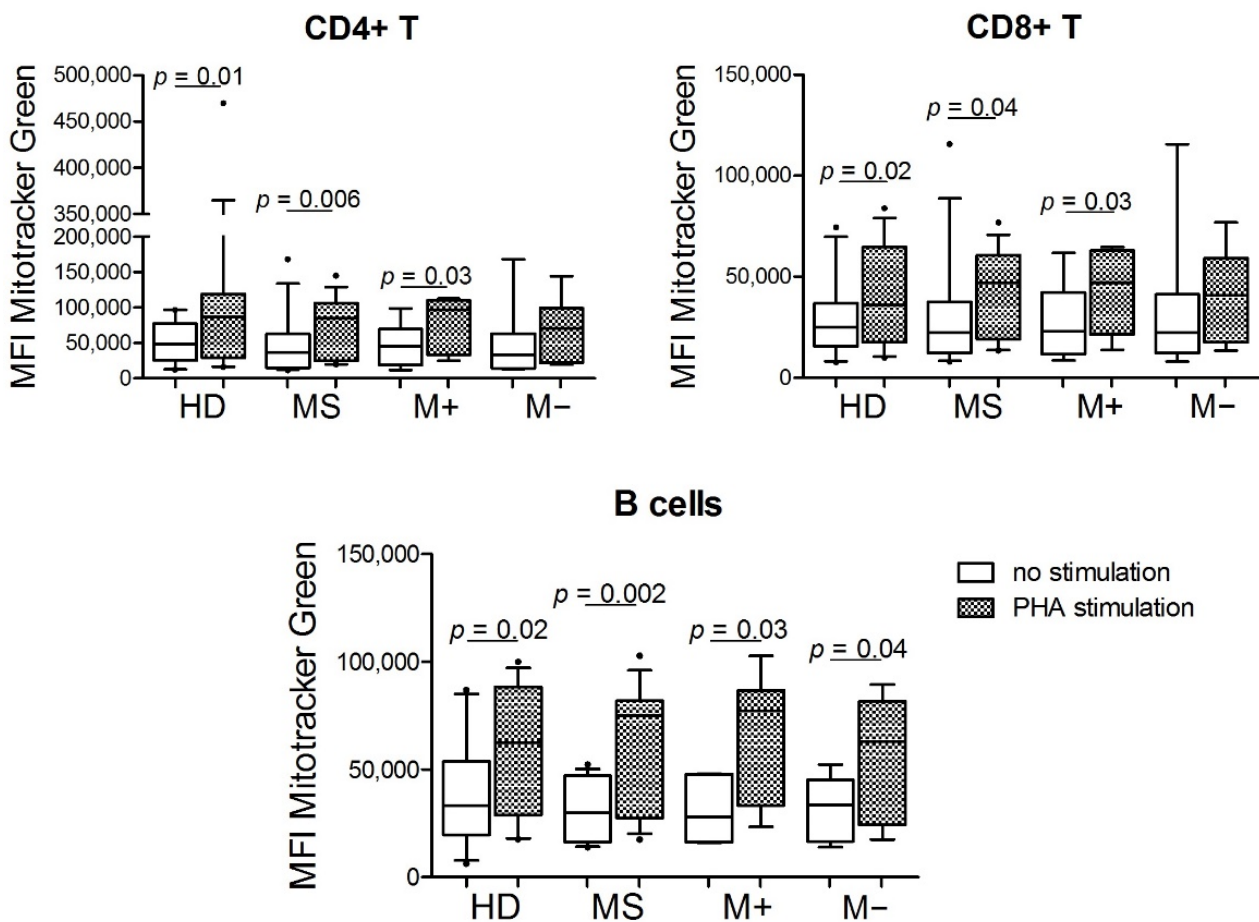 CD4+ T
MFI Mitotracker Green
500,000
450,000
400,000
350,000
200,000
150,000
100,000
50,000
0
p = 0.01
p = 0.006
p = 0.03
HD
MS
M+
M−
CD8+ T
MFI Mitotracker Green
150,000
100,000
50,000
0
p = 0.02
p = 0.04
p = 0.03
HD
MS
M+
M−
B cells
MFI Mitotracker Green
150,000
100,000
50,000
0
p = 0.02
p = 0.002
p = 0.03
p = 0.04
HD
MS
M+
M−
no stimulation
PHA stimulation